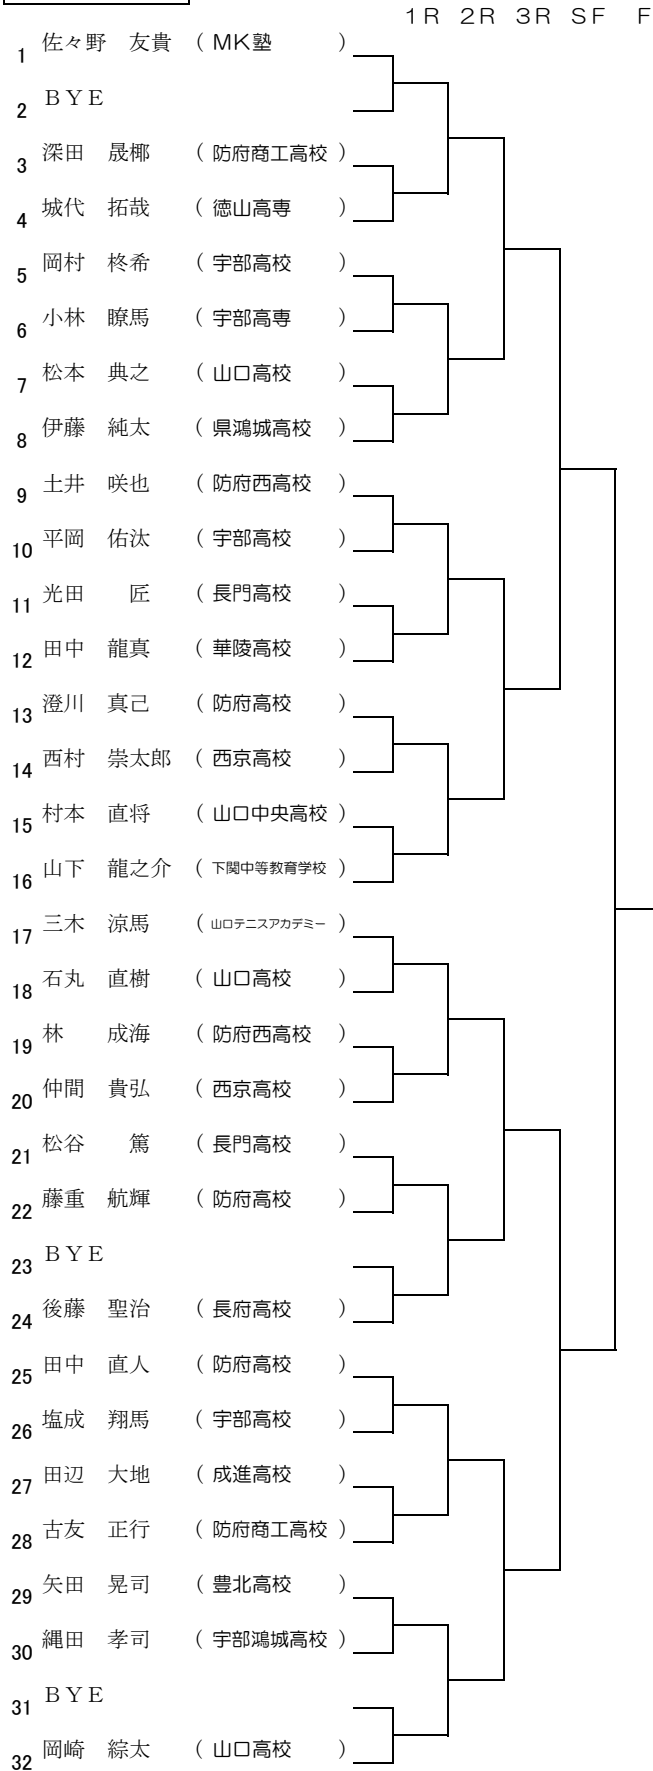 １Ｒ ２Ｒ ３Ｒ ＳＦ Ｆ
1 佐々野　友貴 （ MK塾 ）
2 ＢＹＥ
3 深田　晟椰 （ 防府商工高校 ）
4 城代　拓哉 （ 徳山高専 ）
5 岡村　柊希 （ 宇部高校 ）
6 小林　瞭馬 （ 宇部高専 ）
7 松本　典之 （ 山口高校 ）
8 伊藤　純太 （ 県鴻城高校 ）
9 土井　咲也 （ 防府西高校 ）
10 平岡　佑汰 （ 宇部高校 ）
11 光田　　匠 （ 長門高校 ）
12 田中　龍真 （ 華陵高校 ）
13 澄川　真己 （ 防府高校 ）
14 西村　崇太郎 （ 西京高校 ）
15 村本　直将 （ 山口中央高校 ）
16 山下　龍之介 （ 下関中等教育学校 ）
17 三木　涼馬 （ 山口テニスアカデミー ）
18 石丸　直樹 （ 山口高校 ）
19 林　　成海 （ 防府西高校 ）
20 仲間　貴弘 （ 西京高校 ）
21 松谷　　篤 （ 長門高校 ）
22 藤重　航輝 （ 防府高校 ）
23 ＢＹＥ
24 後藤　聖治 （ 長府高校 ）
25 田中　直人 （ 防府高校 ）
26 塩成　翔馬 （ 宇部高校 ）
27 田辺　大地 （ 成進高校 ）
28 古友　正行 （ 防府商工高校 ）
29 矢田　晃司 （ 豊北高校 ）
30 縄田　孝司 （ 宇部鴻城高校 ）
31 ＢＹＥ
32 岡崎　綜太 （ 山口高校 ）